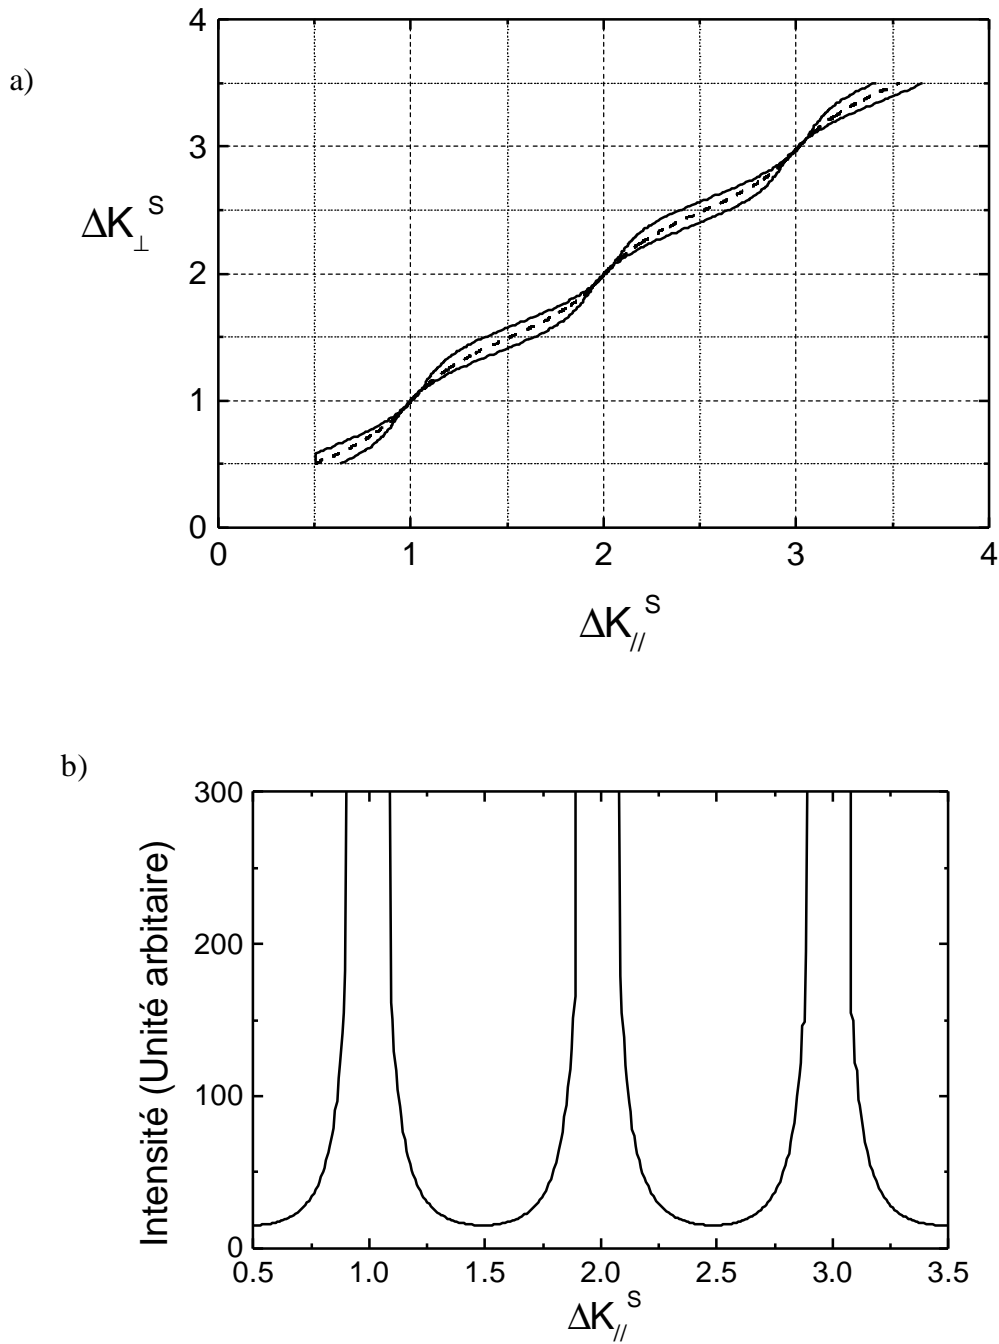 a)
4
3
2
1
0
ΔK⊥^S
0 1 2 3 4
ΔK//^S
b)
300
200
100
0
Intensité (Unité arbitaire)
0.5 1.0 1.5 2.0 2.5 3.0 3.5
ΔK//^S